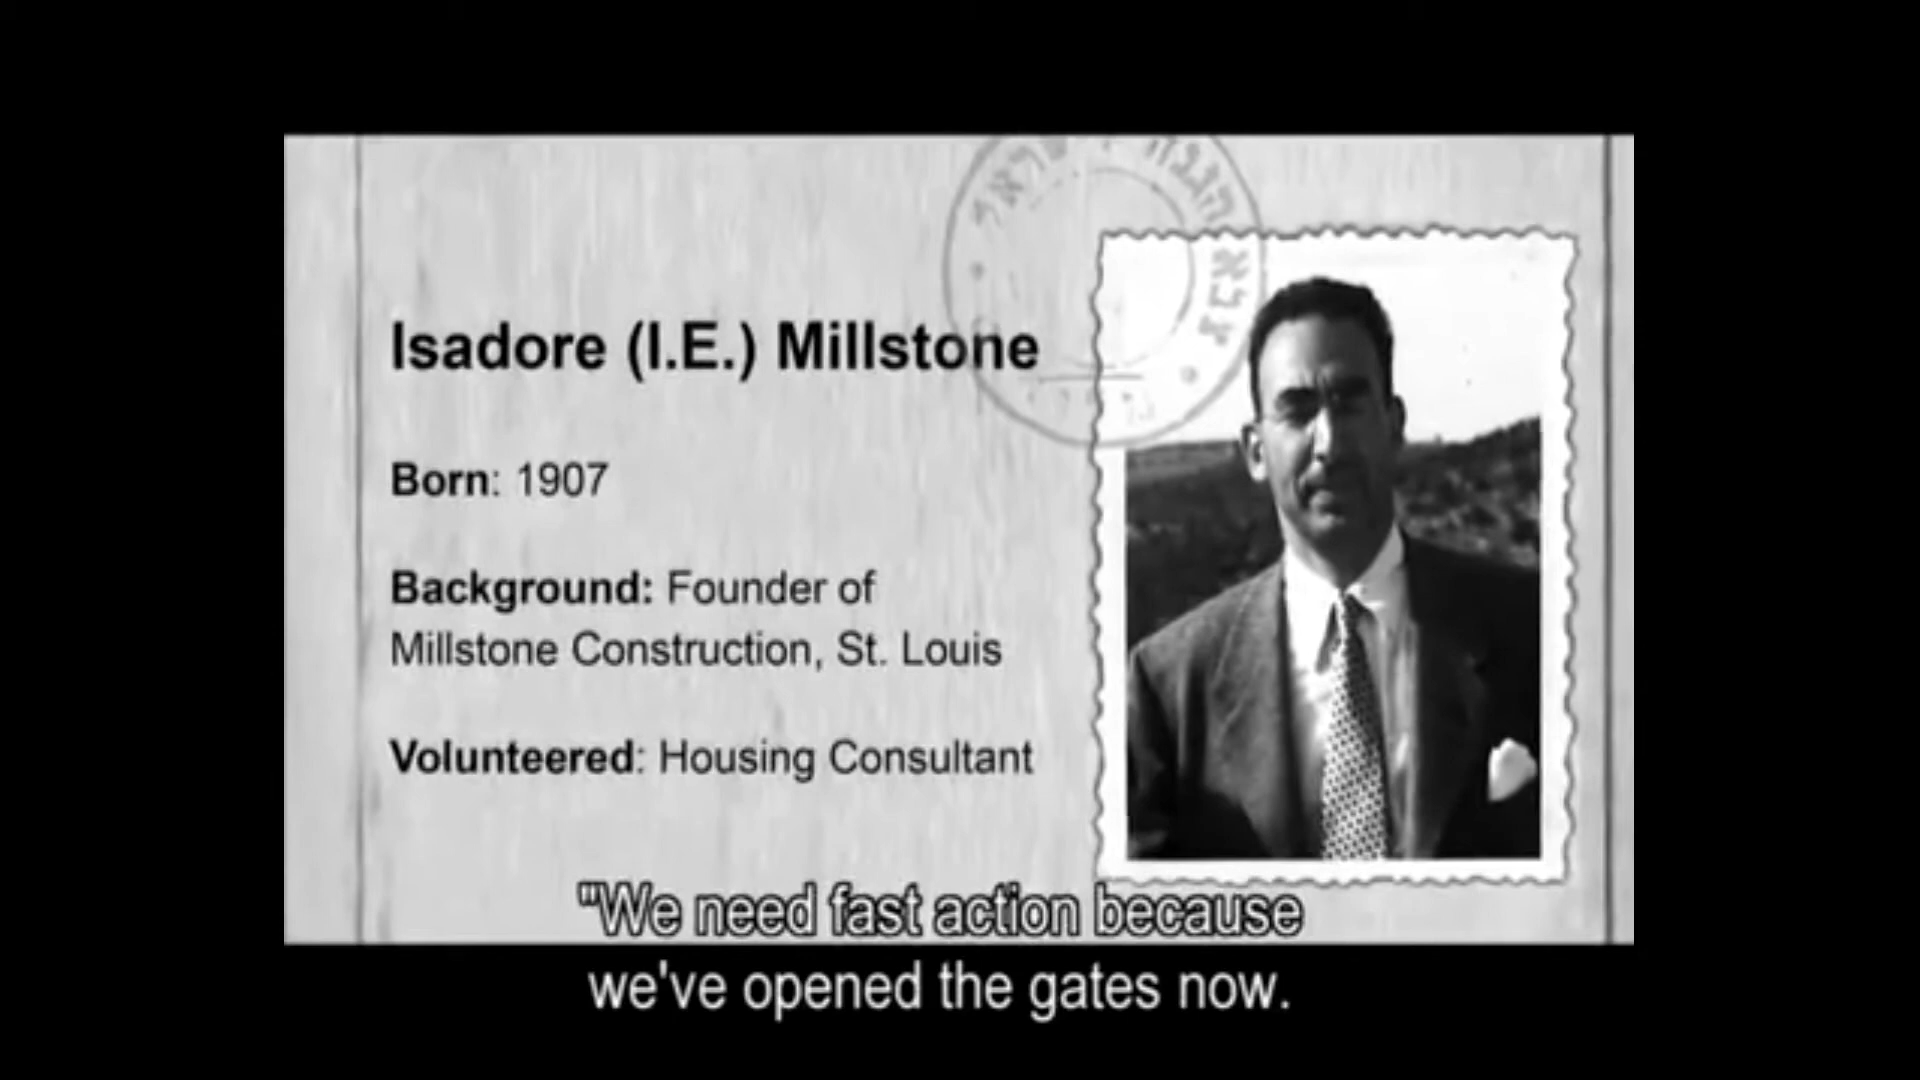 Isadore (I.E.) Millstone
Born: 1907
Background: Founder of
Millstone Construction, St. Louis
Volunteered: Housing Consultant
"We need fast action because
we've opened the gates now.